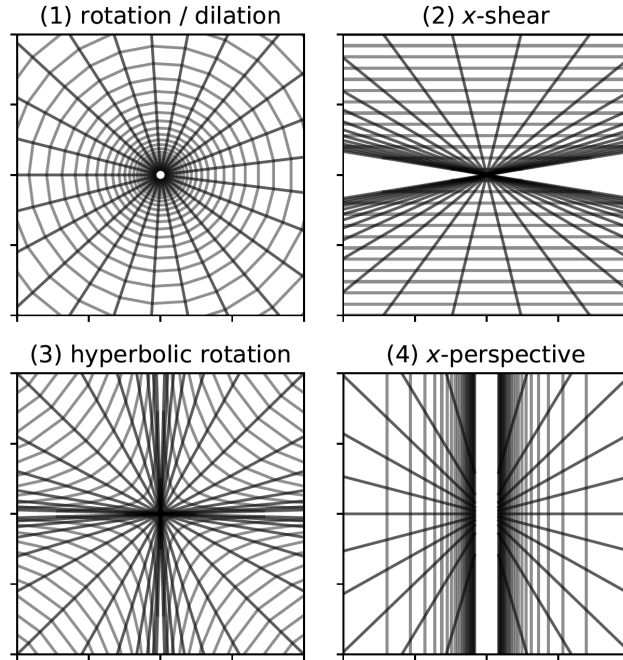 (1) rotation / dilation
(2) x-shear
(3) hyperbolic rotation
(4) x-perspective